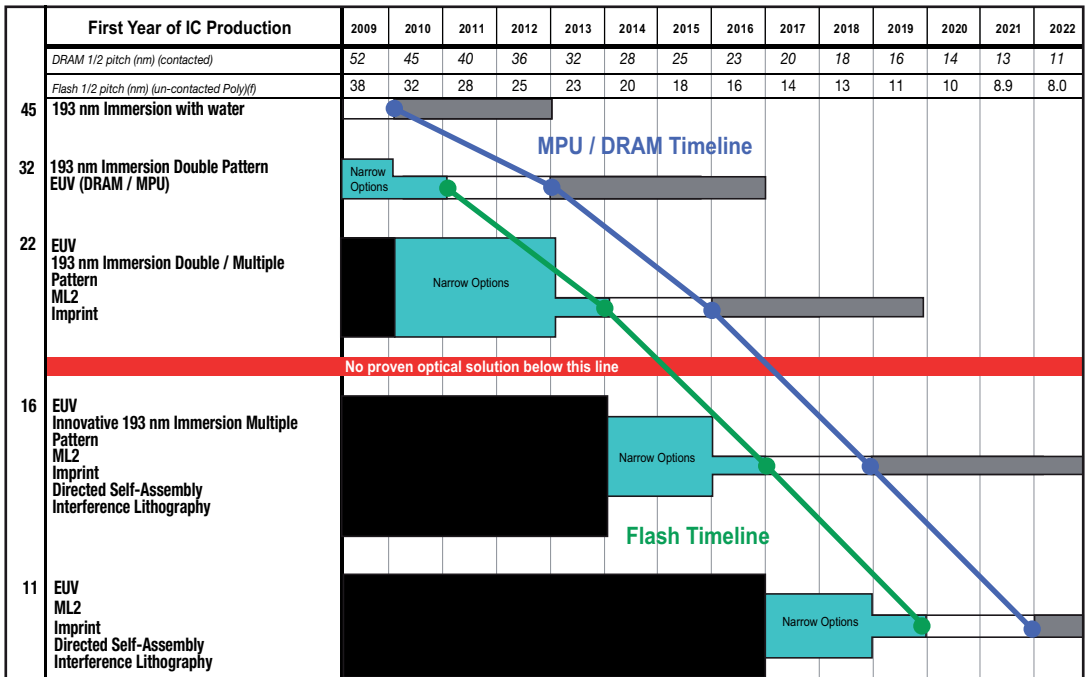 First Year of IC Production 2009 2010 2011 2012 2013 2014 2015 2016 2017 2018 2019 2020 2021 2022
DRAM 1/2 pitch (nm) (contacted) 52 45 40 36 32 28 25 23 20 18 16 14 13 11
Flash 1/2 pitch (nm) (un-contacted Poly)(f) 38 32 28 25 23 20 18 16 14 13 11 10 8.9 8.0
45 193 nm Immersion with water
MPU / DRAM Timeline
32 193 nm Immersion Double Pattern
EUV (DRAM / MPU)
Narrow
Options
22 EUV
193 nm Immersion Double / Multiple
Pattern
ML2
Imprint
Narrow Options
No proven optical solution below this line
16 EUV
Innovative 193 nm Immersion Multiple
Pattern
ML2
Imprint
Directed Self-Assembly
Interference Lithography
Narrow Options
Flash Timeline
11 EUV
ML2
Imprint
Directed Self-Assembly
Interference Lithography
Narrow Options